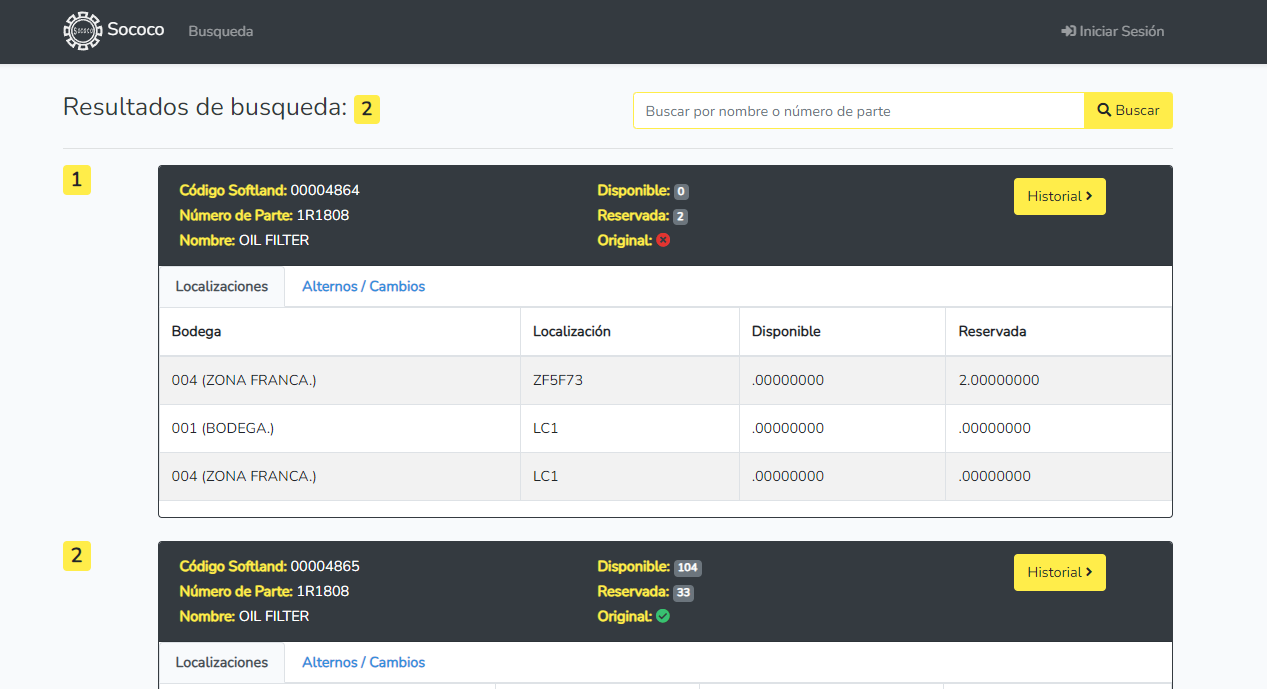 Sococo Sococo Busqueda Iniciar Sesión
Resultados de busqueda: 2
Buscar por nombre o número de parte Buscar
1
Código Softland: 00004864 Disponible: 0 Historial
Número de Parte: 1R1808 Reservada: 2
Nombre: OIL FILTER Original:
Localizaciones Alternos / Cambios
Bodega Localización Disponible Reservada
004 (ZONA FRANCA.) ZF5F73 .00000000 2.00000000
001 (BODEGA.) LC1 .00000000 .00000000
004 (ZONA FRANCA.) LC1 .00000000 .00000000
2
Código Softland: 00004865 Disponible: 104 Historial
Número de Parte: 1R1808 Reservada: 33
Nombre: OIL FILTER Original:
Localizaciones Alternos / Cambios